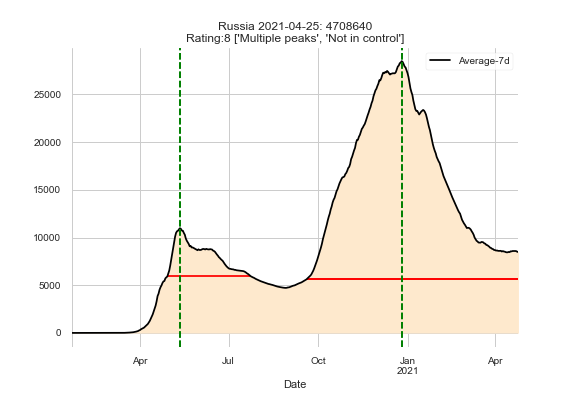 Russia 2021-04-25: 4708640
Rating:8 ['Multiple peaks', 'Not in control']
Average-7d
25000
20000
15000
10000
5000
0
Apr
Jul
Oct
Jan
2021
Apr
Date